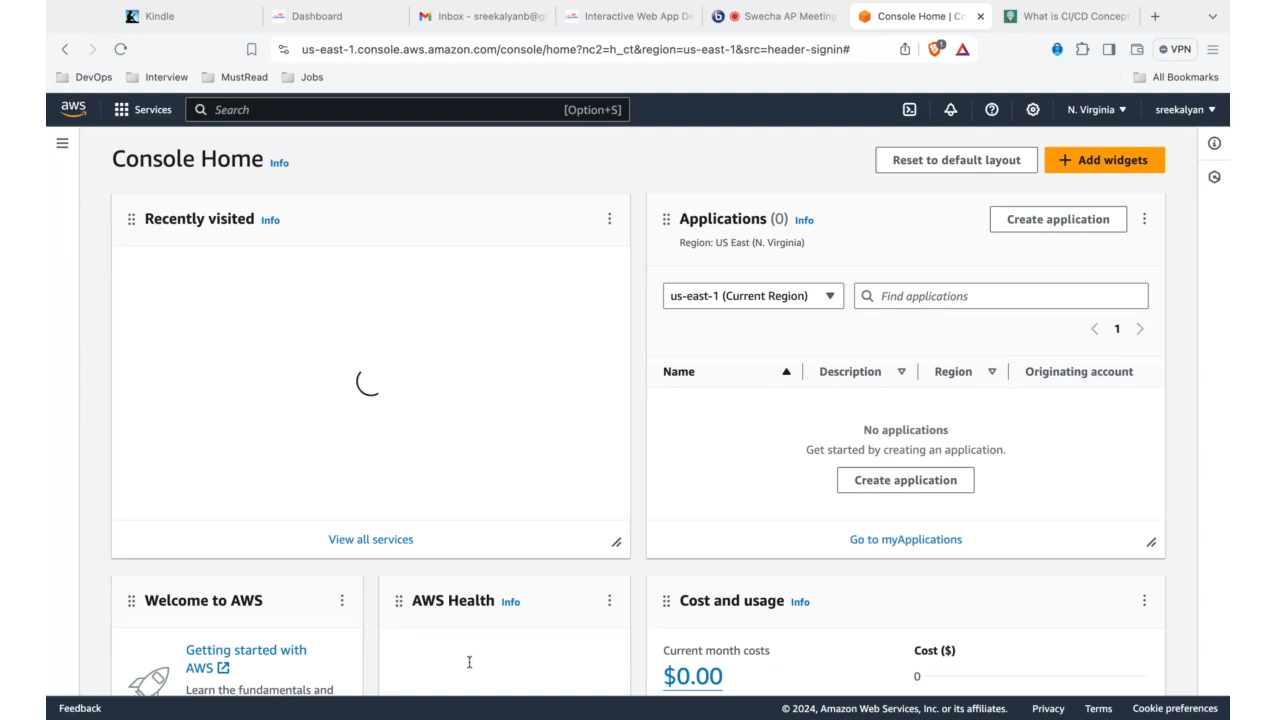 Kindle
Dashboard
Inbox - sreekalyanb@g
Interactive Web App De
Swecha AP Meeting
Console Home | Co
What is CI/CD Concept
us-east-1.console.aws.amazon.com/console/home?nc2=h_ct&region=us-east-1&src=header-signin#
1
VPN
DevOps
Interview
MustRead
Jobs
All Bookmarks
aws
Services
Search
[Option+S]
N. Virginia
sreekalyan
Console Home Info
Reset to default layout
Add widgets
Recently visited Info
Applications (0) Info
Region: US East (N. Virginia)
Create application
us-east-1 (Current Region)
Find applications
1
Name
Description
Region
Originating account
No applications
Get started by creating an application.
Create application
View all services
Go to myApplications
Welcome to AWS
Getting started with
AWS
Learn the fundamentals and
AWS Health Info
Cost and usage Info
Current month costs
$0.00
Cost ($)
0
Feedback
© 2024, Amazon Web Services, Inc. or its affiliates.
Privacy
Terms
Cookie preferences